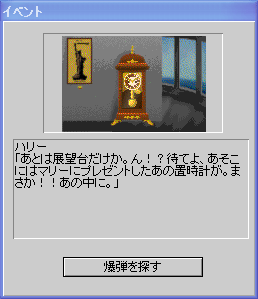 イベント
ハリー
「あとは展望台だけか。ん！？待てよ、あそこ
にはマリーにプレゼントしたあの置時計が。ま
さか！！あの中に。」
爆弾を探す